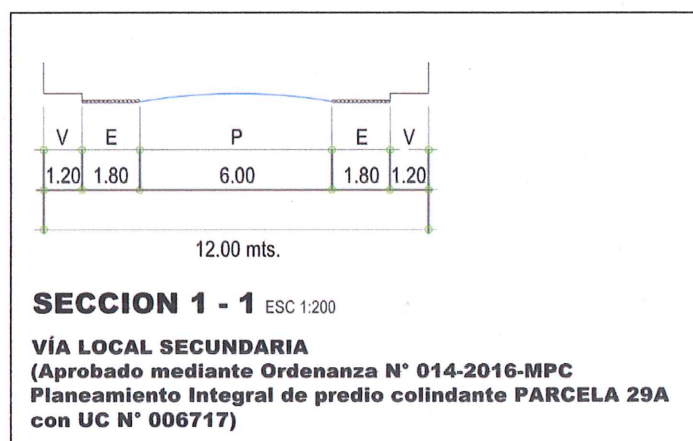 V E P E V
1.20 1.80 6.00 1.80 1.20
12.00 mts.
SECCION 1 - 1 ESC 1:200
VÍA LOCAL SECUNDARIA
(Aprobado mediante Ordenanza N° 014-2016-MPC
Planeamiento Integral de predio colindante PARCELA 29A
con UC N° 006717)